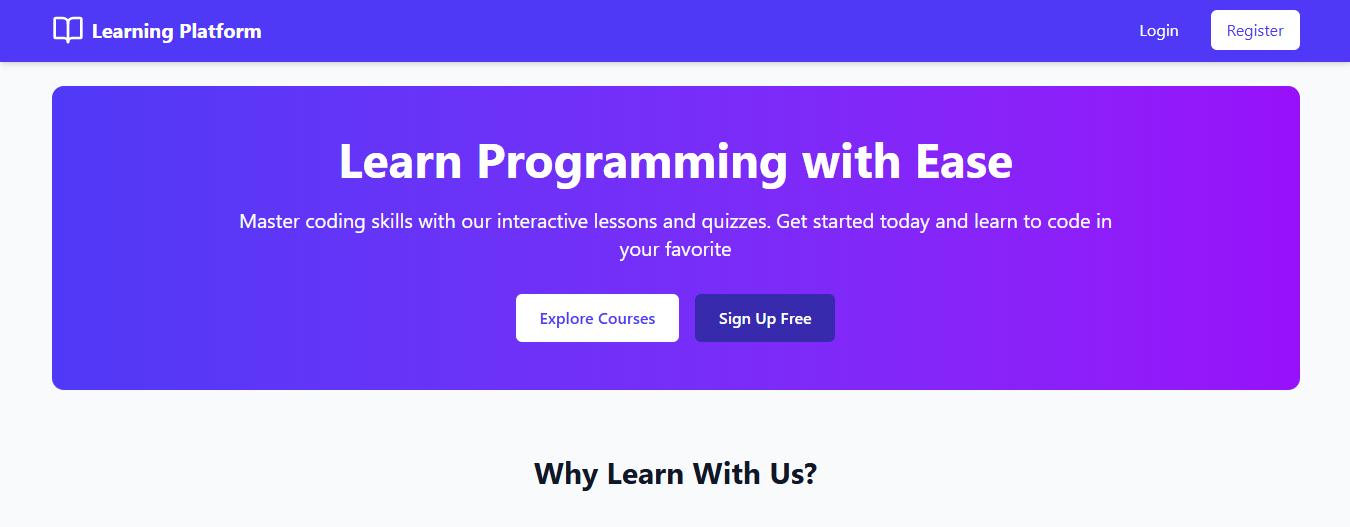 Learning Platform
Login
Register
Learn Programming with Ease
Master coding skills with our interactive lessons and quizzes. Get started today and learn to code in
your favorite
Explore Courses
Sign Up Free
Why Learn With Us?